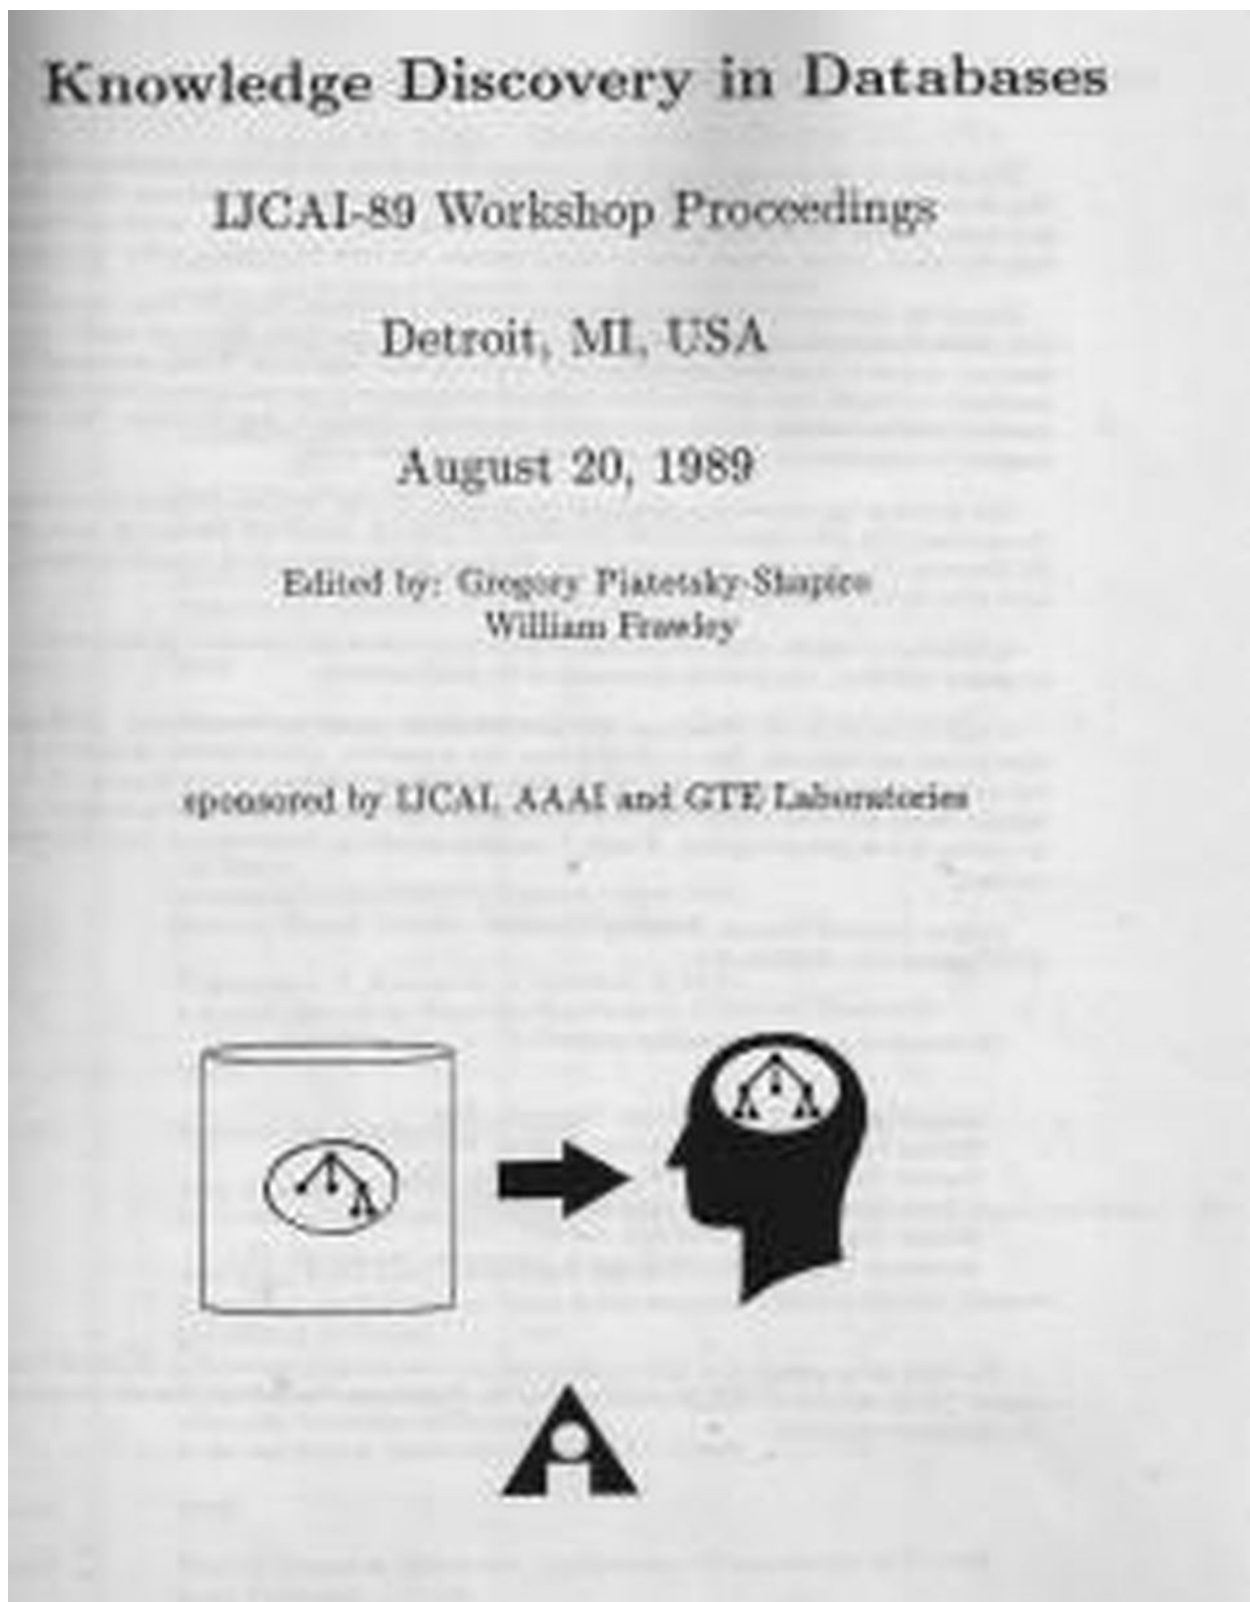 Knowledge Discovery in Databases
IJCAI-89 Workshop Proceedings
Detroit, MI, USA
August 20, 1989
Edited by: Gregory Piatetsky-Shapiro
William Frawley
sponsored by IJCAI, AAAI and GTE Laboratories